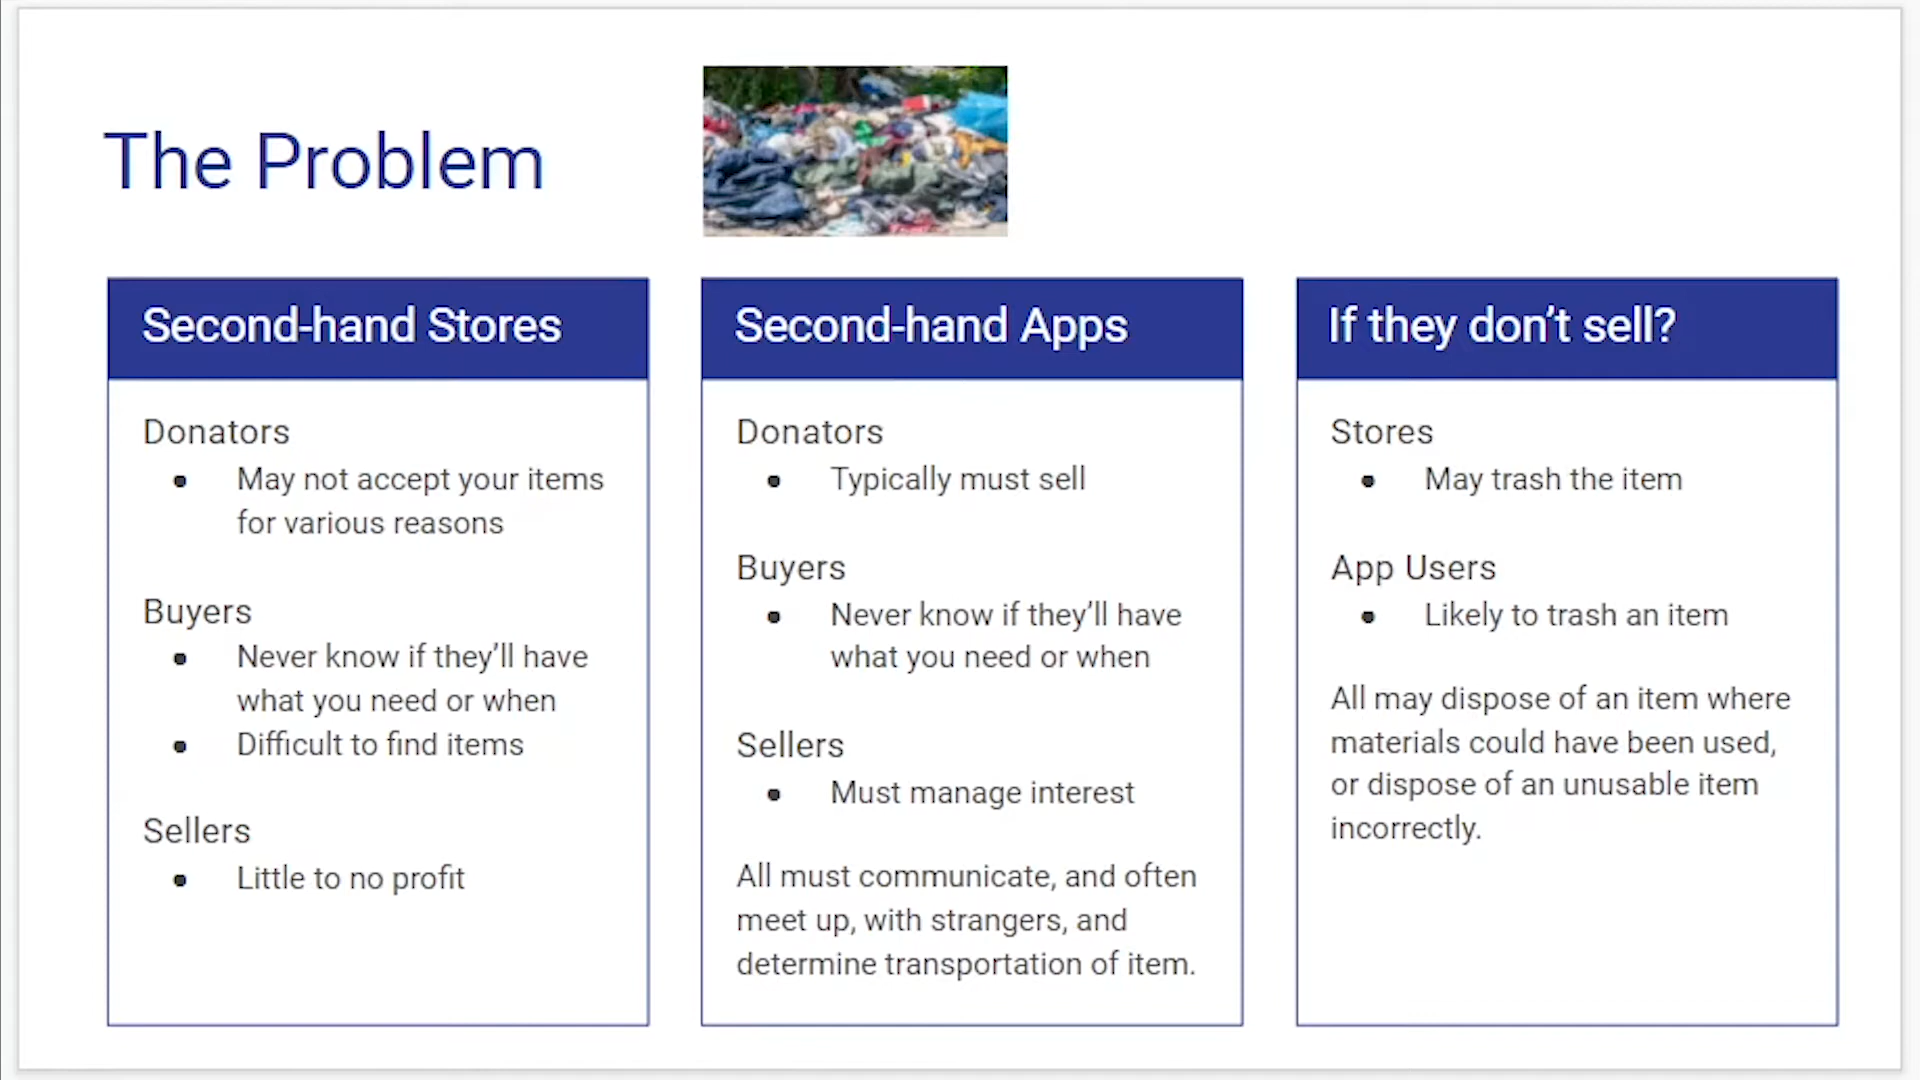 The Problem
Second-hand Stores
Donators
● May not accept your items
for various reasons
Buyers
● Never know if they’ll have
what you need or when
● Difficult to find items
Sellers
● Little to no profit
Second-hand Apps
Donators
● Typically must sell
Buyers
● Never know if they’ll have
what you need or when
Sellers
● Must manage interest
All must communicate, and often
meet up, with strangers, and
determine transportation of item.
If they don’t sell?
Stores
● May trash the item
App Users
● Likely to trash an item
All may dispose of an item where
materials could have been used,
or dispose of an unusable item
incorrectly.